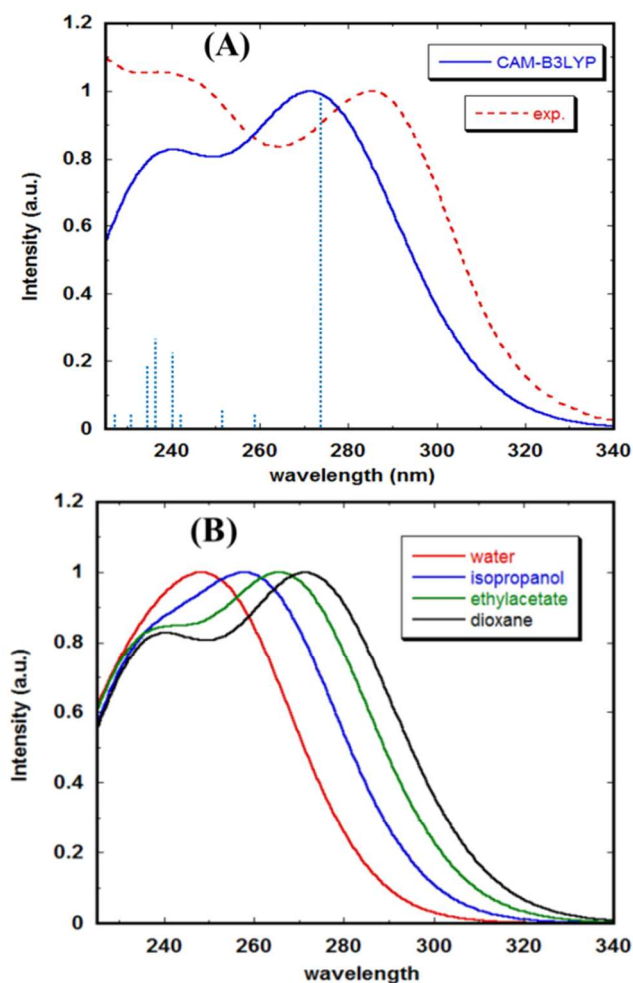 (A)
CAM-B3LYP
exp.
Intensity (a.u.)
1.2
1
0.8
0.6
0.4
0.2
0
240
260
280
300
320
340
wavelength (nm)
(B)
water
isopropanol
ethylacetate
dioxane
Intensity (a.u.)
1.2
1
0.8
0.6
0.4
0.2
0
240
260
280
300
320
340
wavelength